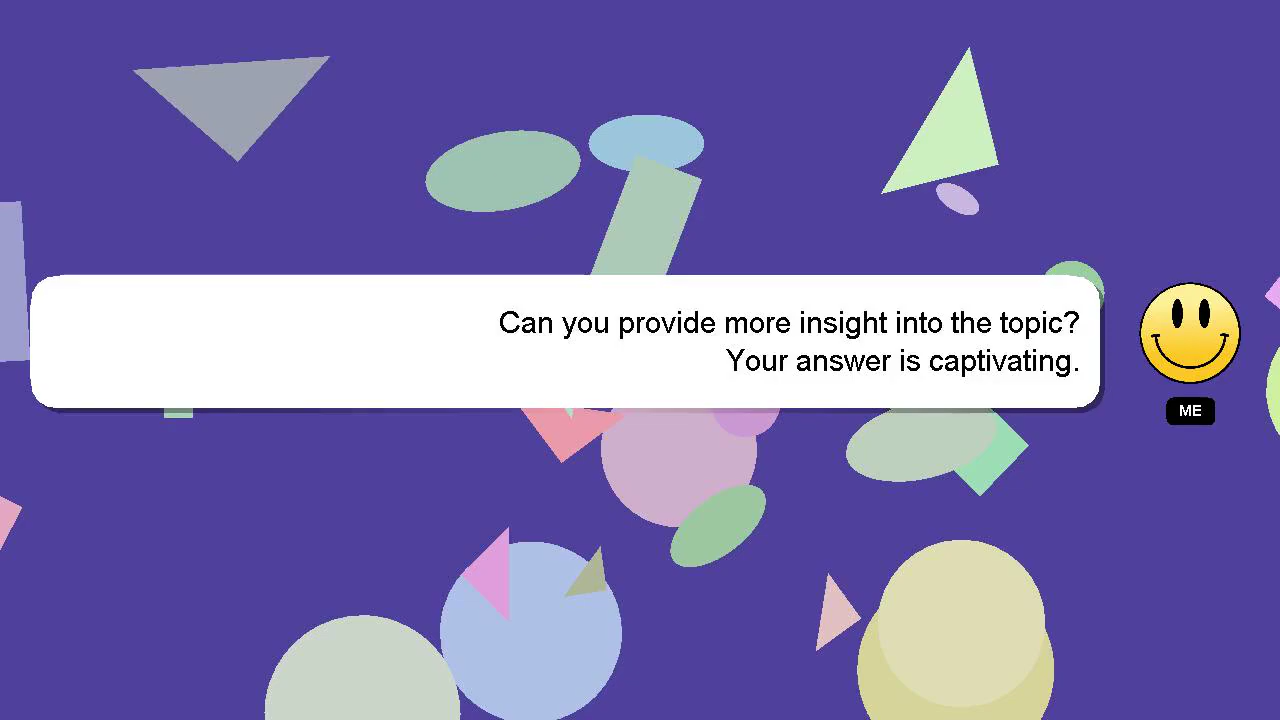 Can you provide more insight into the topic?
Your answer is captivating.
ME